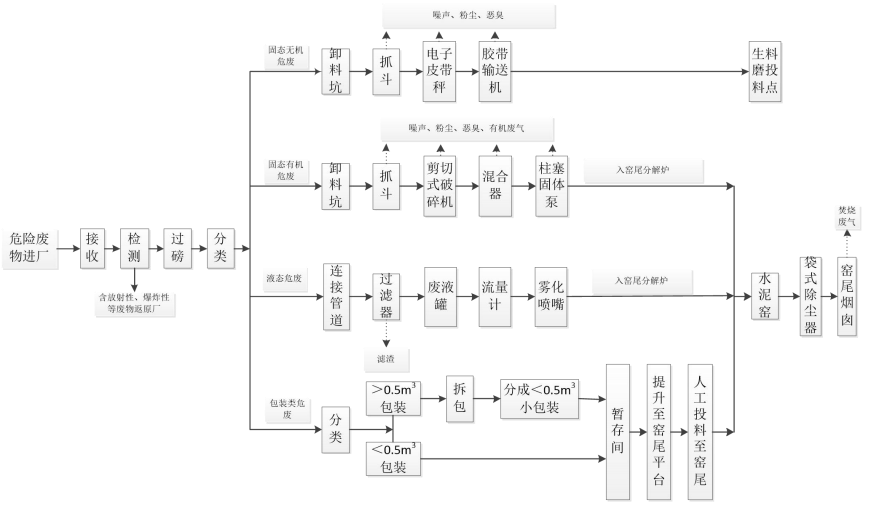 噪声、粉尘、恶臭
固态无机
危废
卸
料
坑
抓
斗
电子
皮带
秤
胶带
输送
机
生料
磨投
料点
噪声、粉尘、恶臭、有机废气
固态有机
危废
卸
料
坑
抓
斗
剪切
式破
碎机
混合
器
柱塞
固体
泵
入窑尾分解炉
危险废
物进厂
接
收
检
测
过
磅
分
类
含放射性、爆炸性
等废物返原厂
液态危废
连
接
管
道
过
滤
器
废液
罐
流量
计
雾化
喷嘴
入窑尾分解炉
滤渣
水
泥
窑
袋
式
除
尘
器
窑
尾
烟
囱
焚烧
废气
包装类危
废
分
类
＞0.5m³
包装
拆
包
分成＜0.5m³
小包装
＜0.5m³
包装
暂
存
间
提
升
至
窑
尾
平
台
人
工
投
料
至
窑
尾